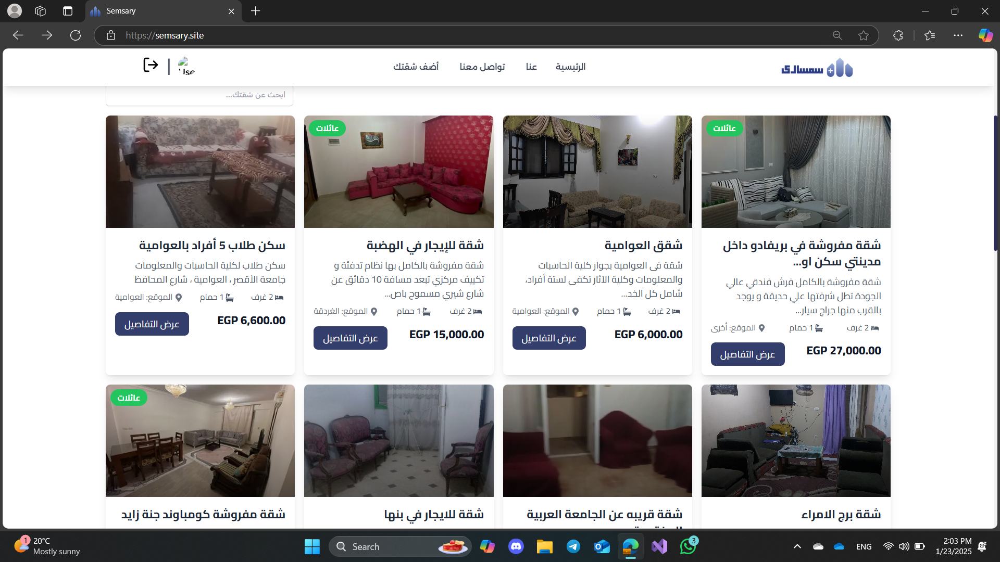 Semsary
https://semsary.site
سمساري
الرئيسية
عنا
تواصل معنا
أضف شقتك
Use
ابحث عن شقتك...
عائلات
شقة مفروشة في بريفادو داخل
مدينتي سكن او...
شقة مفروشة بالكامل فرش فندقي عالي
الجودة تطل شرفتها علي حديقة و يوجد
بالقرب منها جراج سيار...
2 غرف
1 حمام
الموقع: أخرى
EGP 27,000.00
عرض التفاصيل
شقق العوامية
شقة فى العوامية بجوار كلية الحاسبات
والمعلومات وكلية الآثار تكفى لستة أفراد،
شامل كل الخد...
2 غرف
1 حمام
الموقع: العوامية
EGP 6,000.00
عرض التفاصيل
عائلات
شقة للإيجار في الهضبة
شقة مفروشة بالكامل بها نظام تدفئة و
تكييف مركزي تبعد مسافة 10 دقائق عن
شارع شيري مسموح باص...
2 غرف
1 حمام
الموقع: الغردقة
EGP 15,000.00
عرض التفاصيل
سكن طلاب 5 أفراد بالعوامية
سكن طلاب لكلية الحاسبات والمعلومات
جامعة الأقصر ، العوامية ، شارع المحافظ
2 غرف
1 حمام
الموقع: العوامية
EGP 6,600.00
عرض التفاصيل
شقة برج الامراء
شقة قريبه عن الجامعة العربية
شقة للايجار في بنها
عائلات
شقة مفروشة كومباوند جنة زايد
1
20°C
Mostly sunny
Search
3
ENG
2:03 PM
1/23/2025